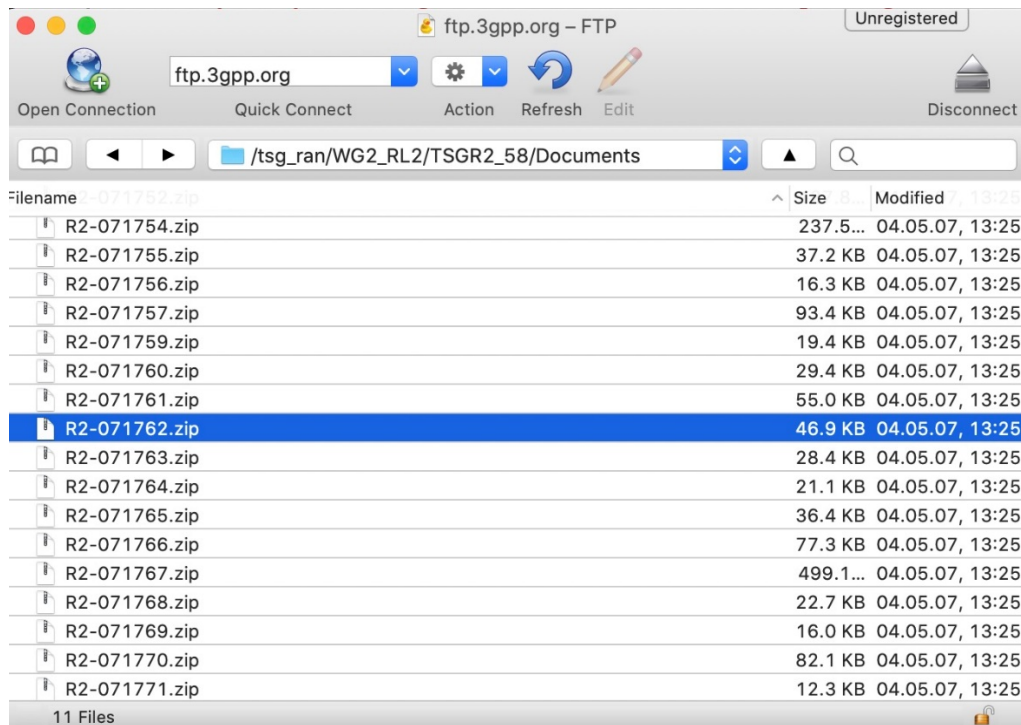 ftp.3gpp.org – FTP
Unregistered
ftp.3gpp.org
Open Connection
Quick Connect
Action
Refresh
Edit
Disconnect
/tsg_ran/WG2_RL2/TSGR2_58/Documents
Filename Size Modified
R2-071754.zip 237.5... 04.05.07, 13:25
R2-071755.zip 37.2 KB 04.05.07, 13:25
R2-071756.zip 16.3 KB 04.05.07, 13:25
R2-071757.zip 93.4 KB 04.05.07, 13:25
R2-071759.zip 19.4 KB 04.05.07, 13:25
R2-071760.zip 29.4 KB 04.05.07, 13:25
R2-071761.zip 55.0 KB 04.05.07, 13:25
R2-071762.zip 46.9 KB 04.05.07, 13:25
R2-071763.zip 28.4 KB 04.05.07, 13:25
R2-071764.zip 21.1 KB 04.05.07, 13:25
R2-071765.zip 36.4 KB 04.05.07, 13:25
R2-071766.zip 77.3 KB 04.05.07, 13:25
R2-071767.zip 499.1... 04.05.07, 13:25
R2-071768.zip 22.7 KB 04.05.07, 13:25
R2-071769.zip 16.0 KB 04.05.07, 13:25
R2-071770.zip 82.1 KB 04.05.07, 13:25
R2-071771.zip 12.3 KB 04.05.07, 13:25
11 Files